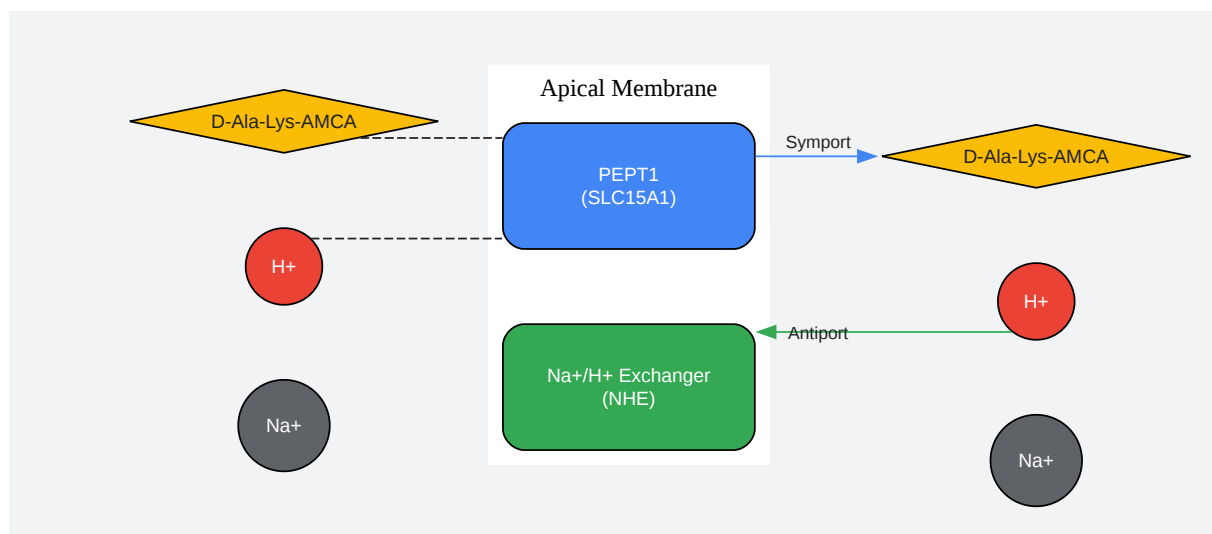 Apical Membrane
D-Ala-Lys-AMCA
PEPT1
(SLC15A1)
Symport
D-Ala-Lys-AMCA
H+
H+
Antiport
Na+/H+ Exchanger
(NHE)
Na+
Na+